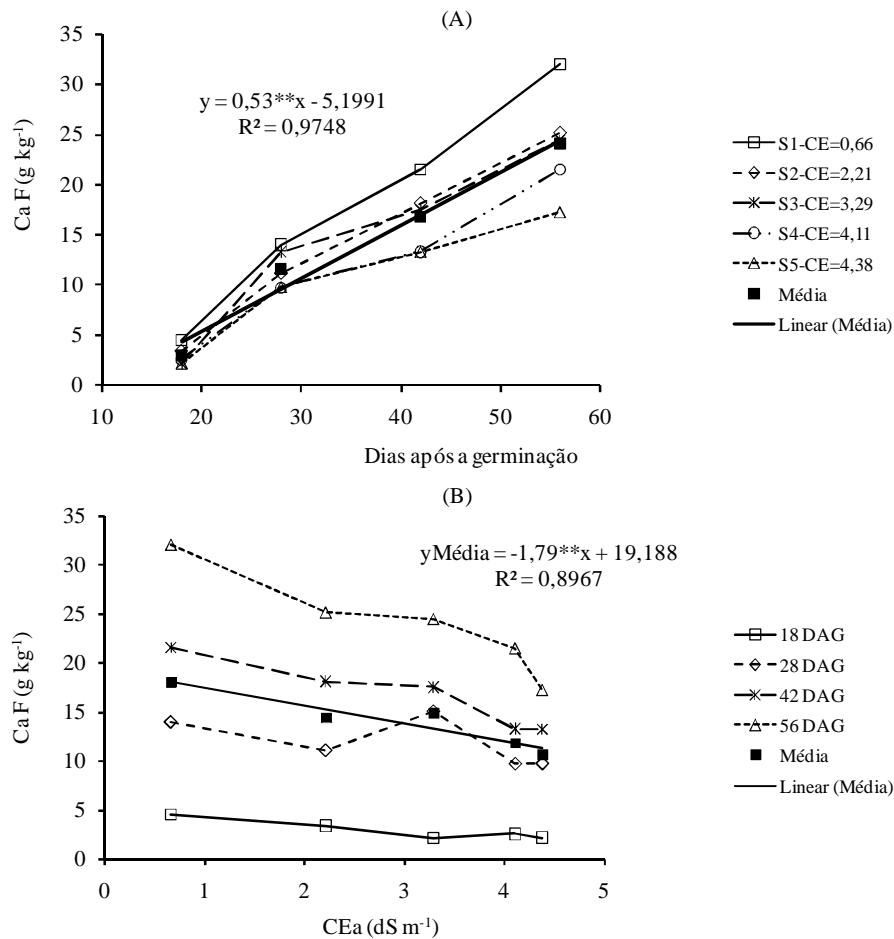 (A)
35
30
25
20
15
10
5
0
Ca F (g kg⁻¹)
y = 0,53**x - 5,1991
R² = 0,9748
10 20 30 40 50 60
Dias após a germinação
S1-CE=0,66
S2-CE=2,21
S3-CE=3,29
S4-CE=4,11
S5-CE=4,38
Média
Linear (Média)
(B)
35
30
25
20
15
10
5
0
Ca F (g kg⁻¹)
yMédia = -1,79**x + 19,188
R² = 0,8967
0 1 2 3 4 5
CEa (dS m⁻¹)
18 DAG
28 DAG
42 DAG
56 DAG
Média
Linear (Média)